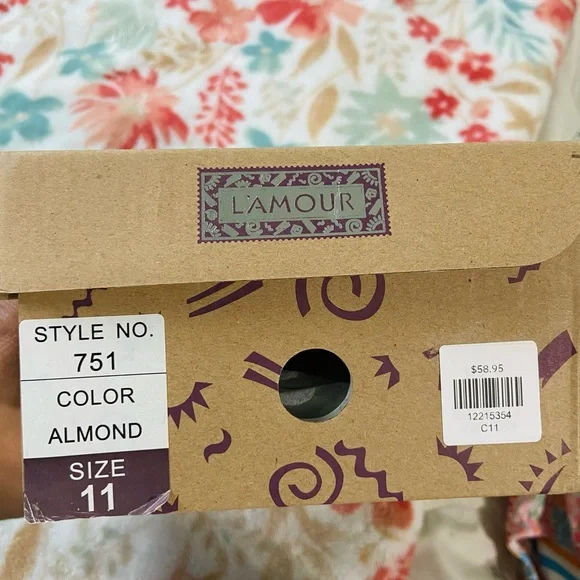 L'AMOUR
STYLE NO.
751
COLOR
ALMOND
SIZE
11
$58.95
12215354
C11